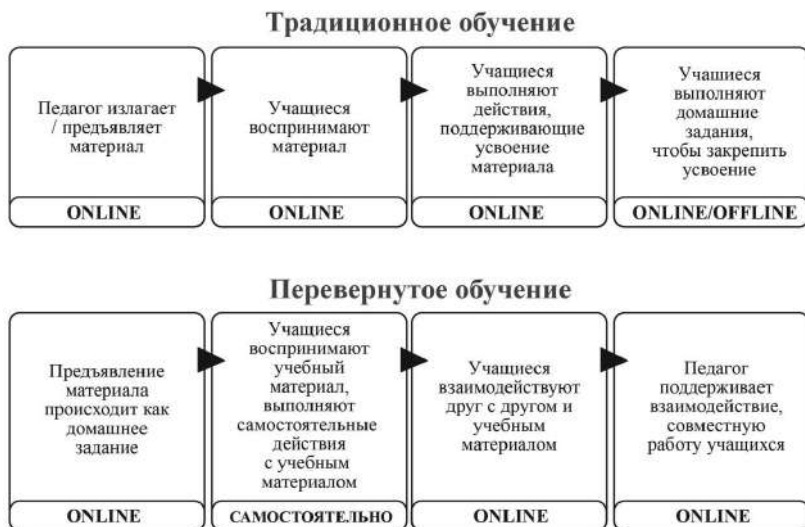 Традиционное обучение
Педагог излагает
/ предъявляет
материал
ONLINE
Учащиеся
воспринимают
материал
ONLINE
Учащиеся
выполняют
действия,
поддерживающие
усвоение
материала
ONLINE
Учашиеся
выполняют
домашние
задания,
чтобы закрепить
усвоение
ONLINE/OFFLINE
Перевернутое обучение
Предъявление
материала
происходит как
домашнее
задание
ONLINE
Учащиеся
воспринимают
учебный
материал,
выполняют
самостоятельные
действия
с учебным
материалом
САМОСТОЯТЕЛЬНО
Учащиеся
взаимодействуют
друг с другом и
учебным
материалом
ONLINE
Педагог
поддерживает
взаимодействие,
совместную
работу учащихся
ONLINE